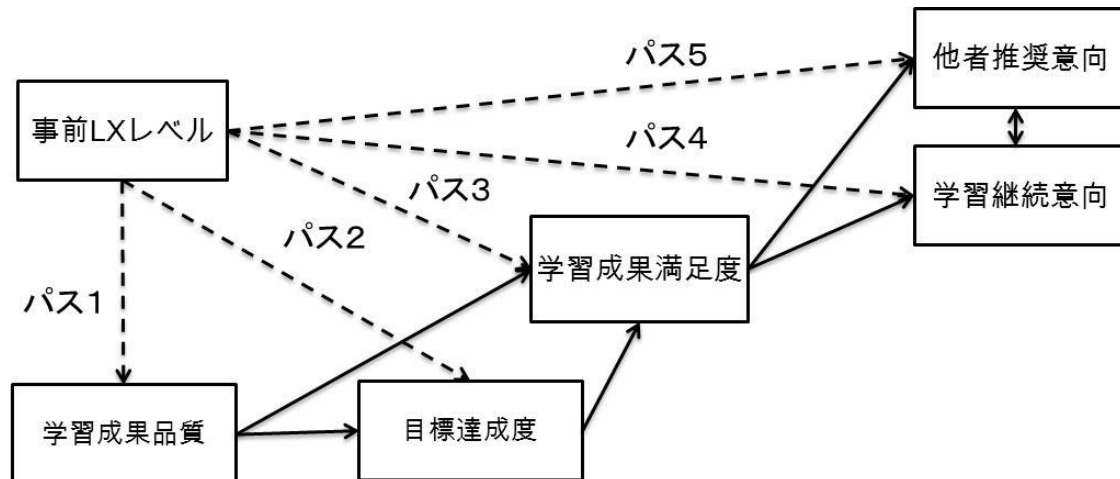 パス5
他者推奨意向
事前LXレベル
パス4
パス3
学習継続意向
パス2
学習成果満足度
パス1
学習成果品質
目標達成度